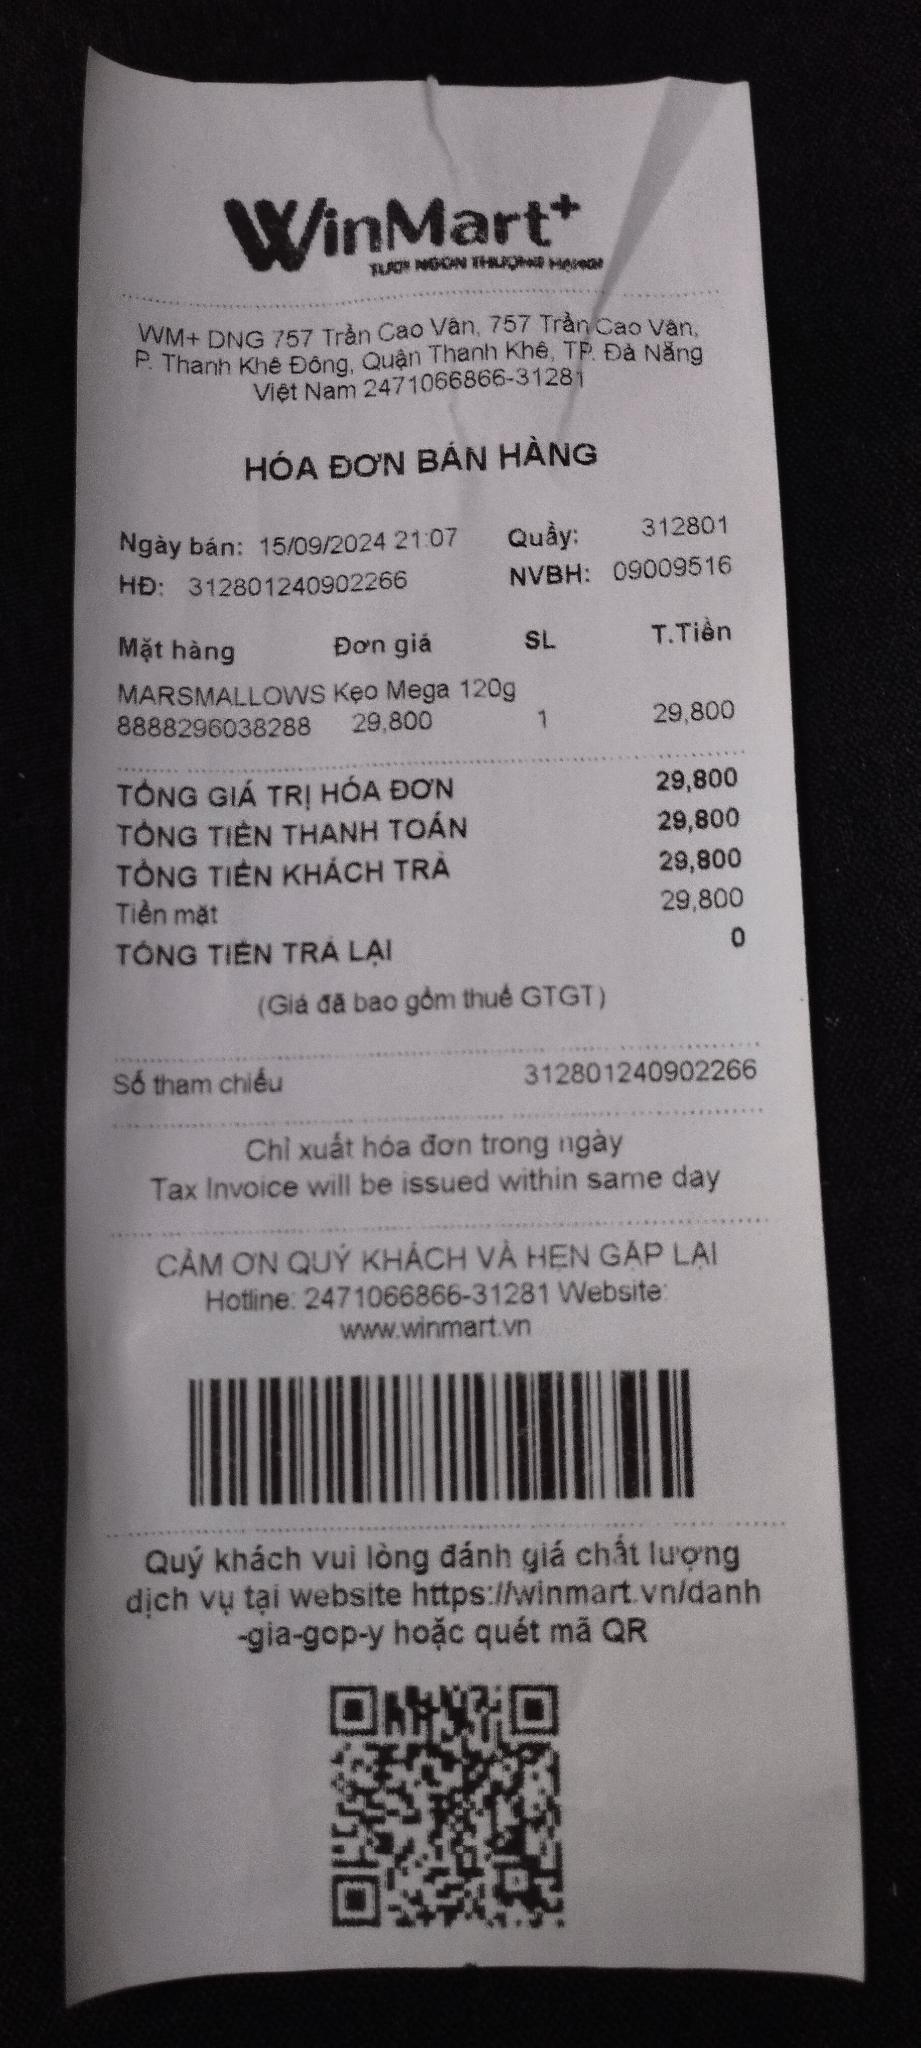 WinMart+
TƯƠI NGON THƯỢNG HẠNG
WM+ DNG 757 Trần Cao Vân, 757 Trần Cao Vân,
P. Thanh Khê Đông, Quận Thanh Khê, TP. Đà Nẵng
Việt Nam 2471066866-31281
HÓA ĐƠN BÁN HÀNG
Ngày bán: 15/09/2024 21:07 Quầy: 312801
HĐ: 312801240902266 NVBH: 09009516
Mặt hàng Đơn giá SL T.Tiền
MARSMALLOWS Kẹo Mega 120g
8888296038288 29,800 1 29,800
TỔNG GIÁ TRỊ HÓA ĐƠN 29,800
TỔNG TIỀN THANH TOÁN 29,800
TỔNG TIỀN KHÁCH TRẢ 29,800
Tiền mặt 29,800
TỔNG TIỀN TRẢ LẠI 0
(Giá đã bao gồm thuế GTGT)
Số tham chiếu 312801240902266
Chỉ xuất hóa đơn trong ngày
Tax Invoice will be issued within same day
CẢM ƠN QUÝ KHÁCH VÀ HẸN GẶP LẠI
Hotline: 2471066866-31281 Website:
www.winmart.vn
Quý khách vui lòng đánh giá chất lượng
dịch vụ tại website https://winmart.vn/danh
-gia-gop-y hoặc quét mã QR